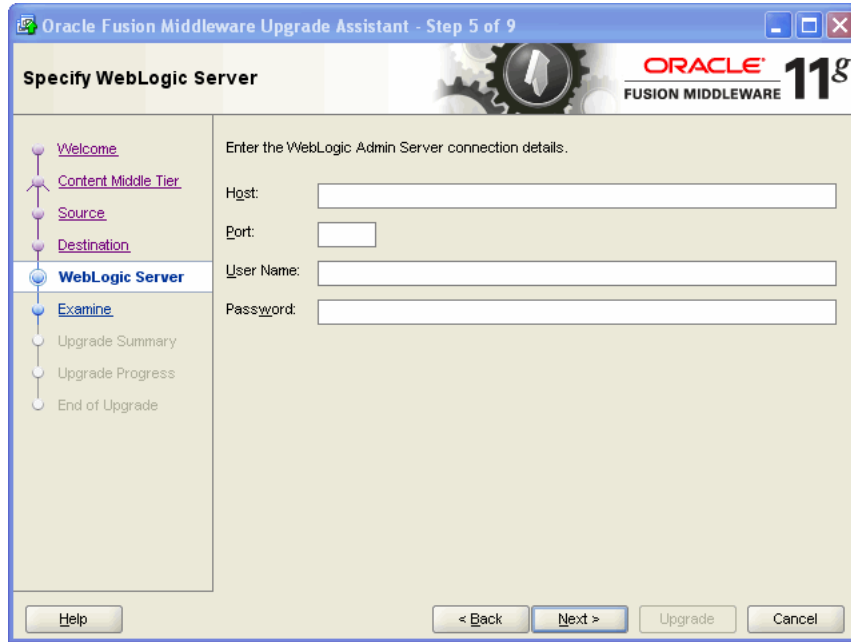 Oracle Fusion Middleware Upgrade Assistant - Step 5 of 9
Specify WebLogic Server
ORACLE
FUSION MIDDLEWARE 11g
Welcome
Content Middle Tier
Source
Destination
WebLogic Server
Examine
Upgrade Summary
Upgrade Progress
End of Upgrade
Enter the WebLogic Admin Server connection details.
Host:
Port:
User Name:
Password:
Help
< Back
Next >
Upgrade
Cancel